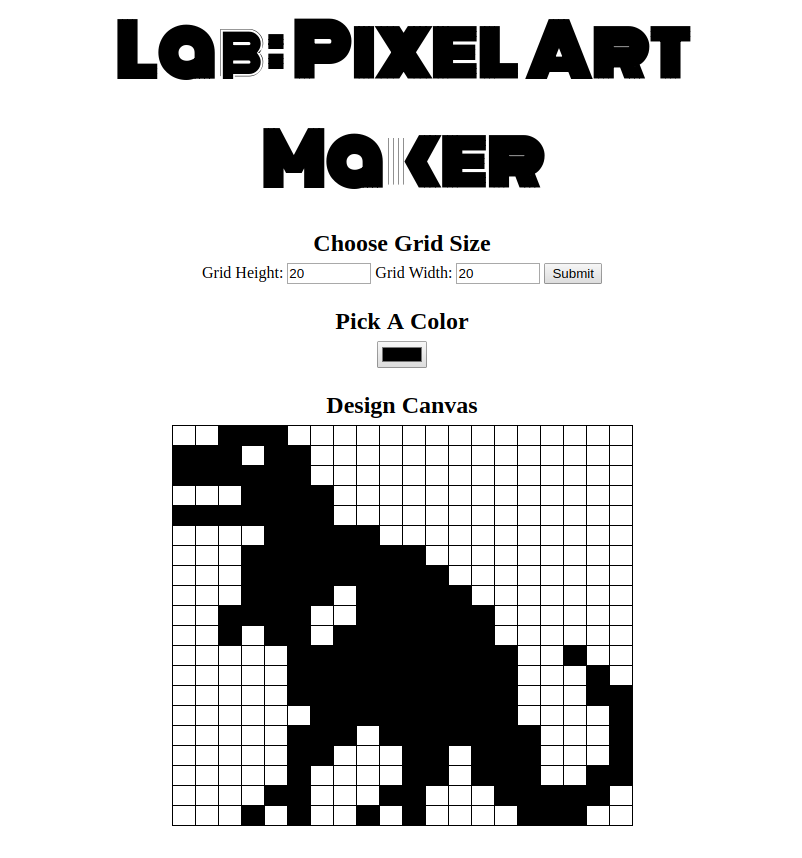 Lab: Pixel Art
Maker
Choose Grid Size
Grid Height: 20 Grid Width: 20 Submit
Pick A Color
Design Canvas